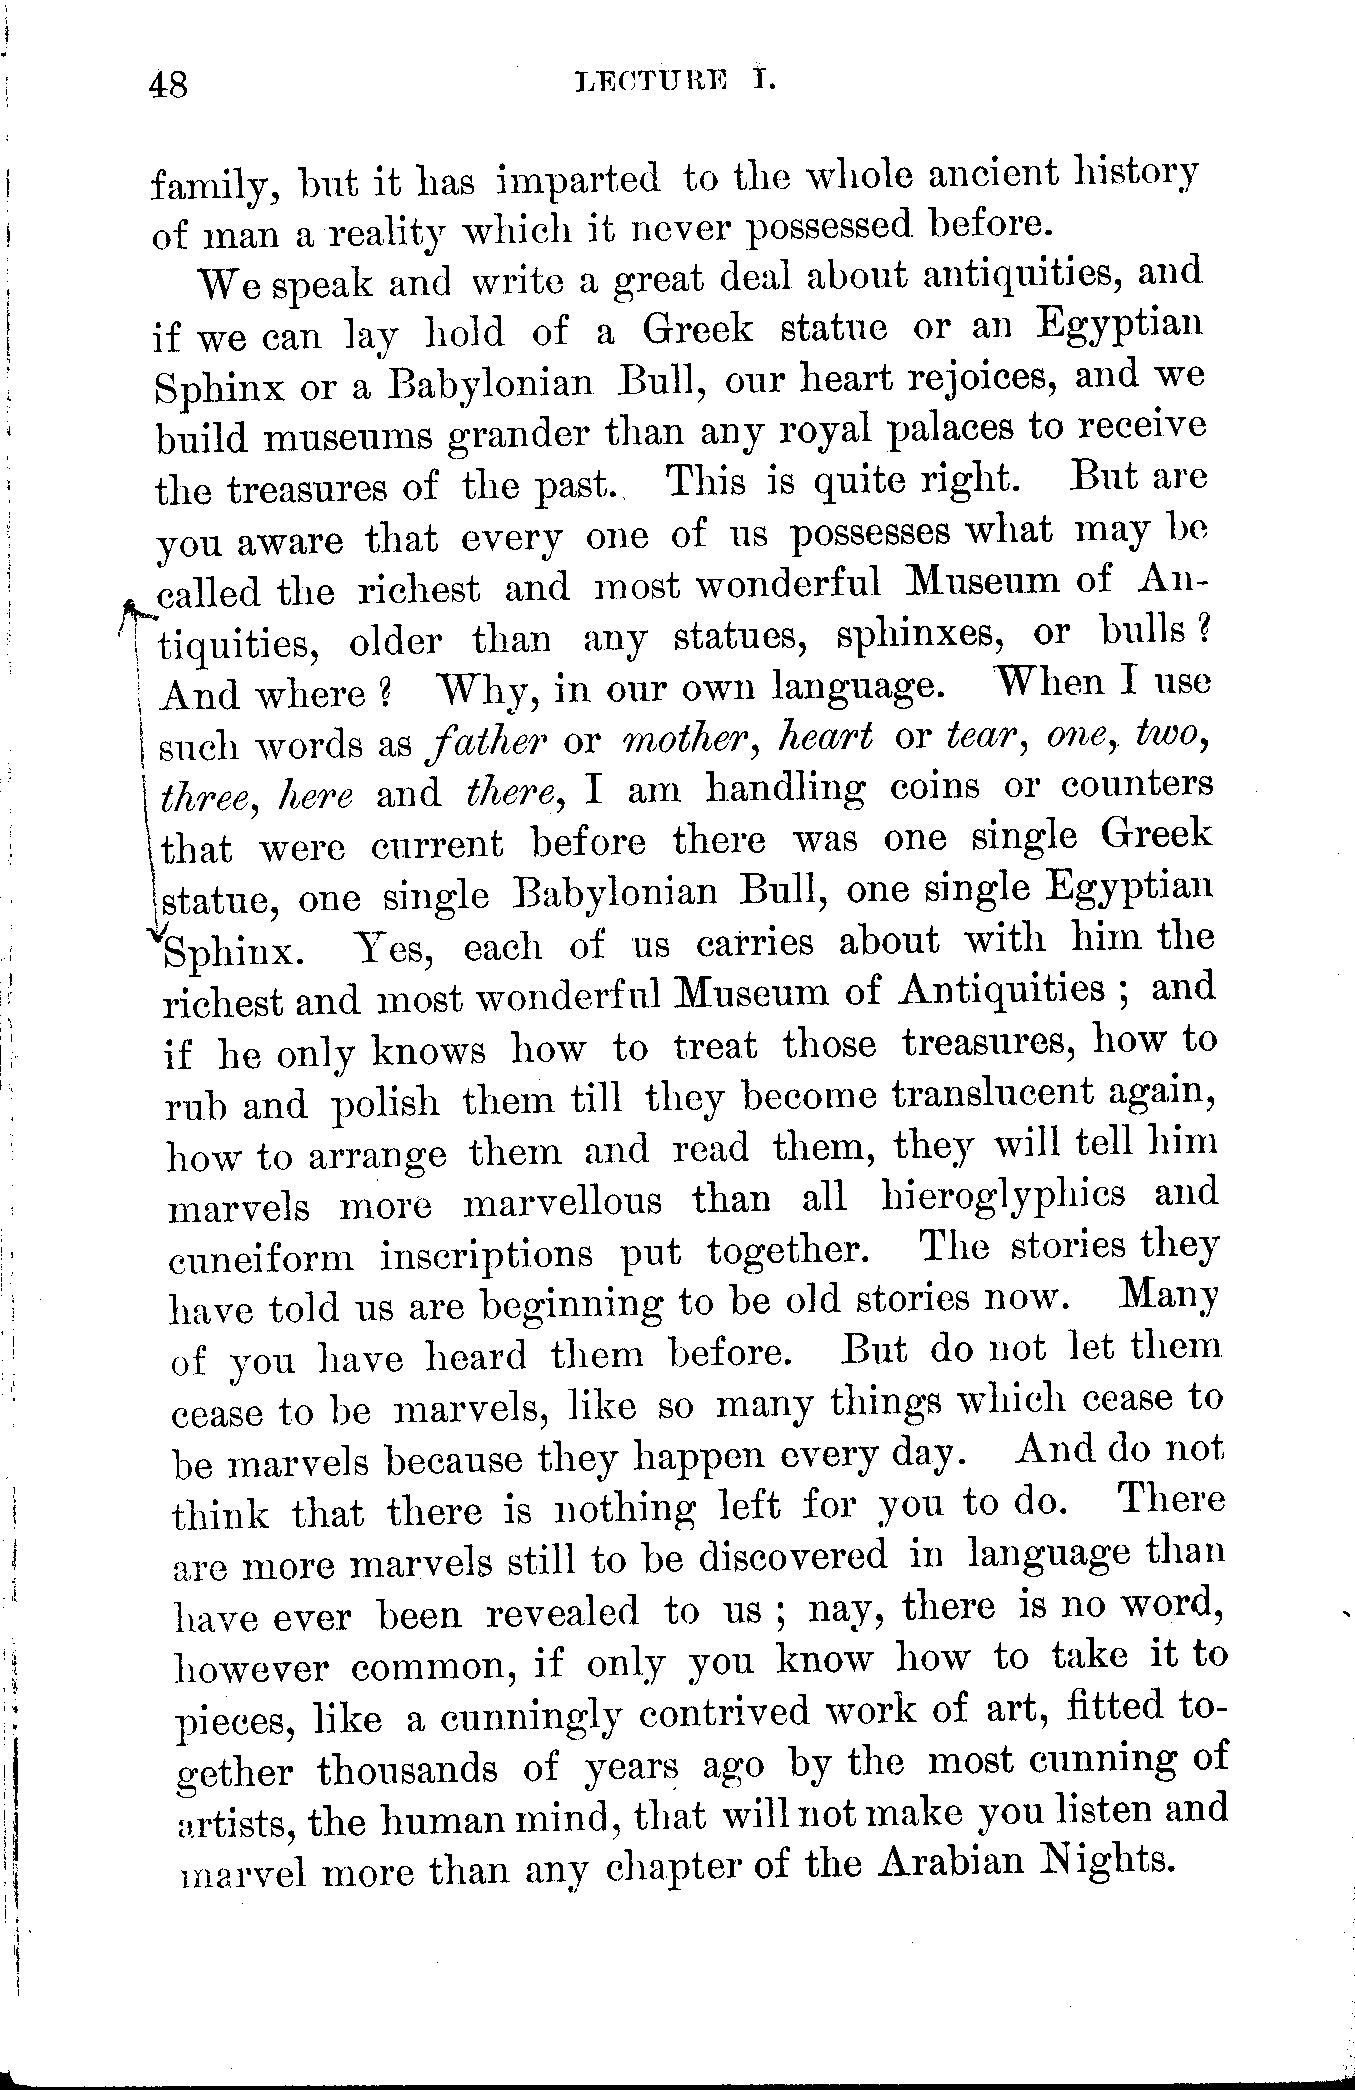 48 LECTURE I.
family, but it has imparted to the whole ancient history
of man a reality which it never possessed before.
We speak and write a great deal about antiquities, and
if we can lay hold of a Greek statue or an Egyptian
Sphinx or a Babylonian Bull, our heart rejoices, and we
build museums grander than any royal palaces to receive
the treasures of the past. This is quite right. But are
you aware that every one of us possesses what may be
called the richest and most wonderful Museum of An-
tiquities, older than any statues, sphinxes, or bulls?
And where? Why, in our own language. When I use
such words as father or mother, heart or tear, one, two,
three, here and there, I am handling coins or counters
that were current before there was one single Greek
statue, one single Babylonian Bull, one single Egyptian
Sphinx. Yes, each of us carries about with him the
richest and most wonderful Museum of Antiquities; and
if he only knows how to treat those treasures, how to
rub and polish them till they become translucent again,
how to arrange them and read them, they will tell him
marvels more marvellous than all hieroglyphics and
cuneiform inscriptions put together. The stories they
have told us are beginning to be old stories now. Many
of you have heard them before. But do not let them
cease to be marvels, like so many things which cease to
be marvels because they happen every day. And do not
think that there is nothing left for you to do. There
are more marvels still to be discovered in language than
have ever been revealed to us; nay, there is no word,
however common, if only you know how to take it to
pieces, like a cunningly contrived work of art, fitted to-
gether thousands of years ago by the most cunning of
artists, the human mind, that will not make you listen and
marvel more than any chapter of the Arabian Nights.